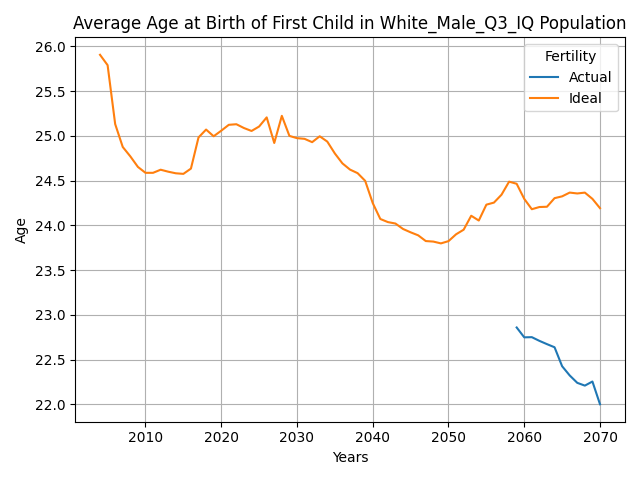 Average Age at Birth of First Child in White_Male_Q3_IQ Population
Fertility
Actual
Ideal
Age
26.0
25.5
25.0
24.5
24.0
23.5
23.0
22.5
22.0
2010
2020
2030
2040
2050
2060
2070
Years